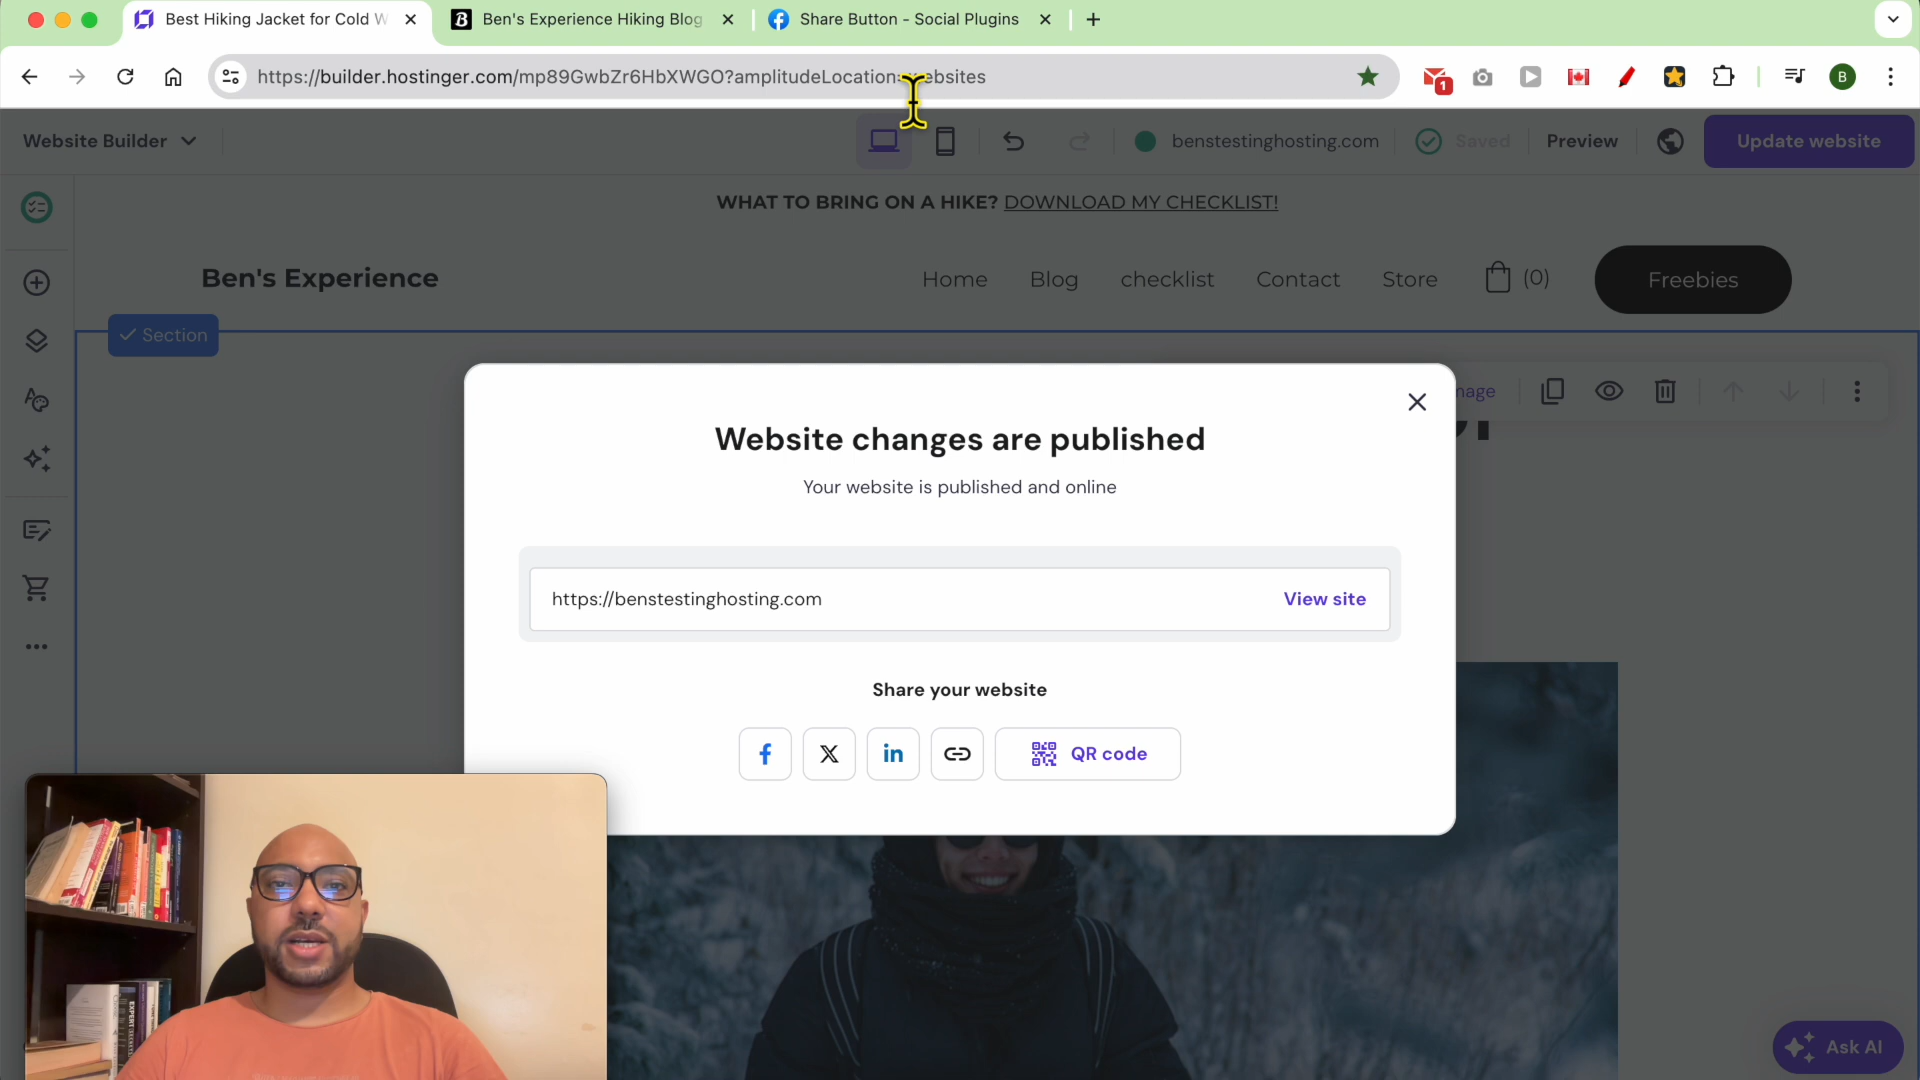 Best Hiking Jacket for Cold W
Ben's Experience Hiking Blog
Share Button - Social Plugins
https://builder.hostinger.com/mp89GwbZr6HbXWGO?amplitudeLocation=websites
1
B
Website Builder
benstestinghosting.com
Saved
Preview
Update website
WHAT TO BRING ON A HIKE? DOWNLOAD MY CHECKLIST!
Ben's Experience
Home
Blog
checklist
Contact
Store
(0)
Freebies
Section
Website changes are published
Your website is published and online
https://benstestinghosting.com
View site
Share your website
QR code
Ask AI